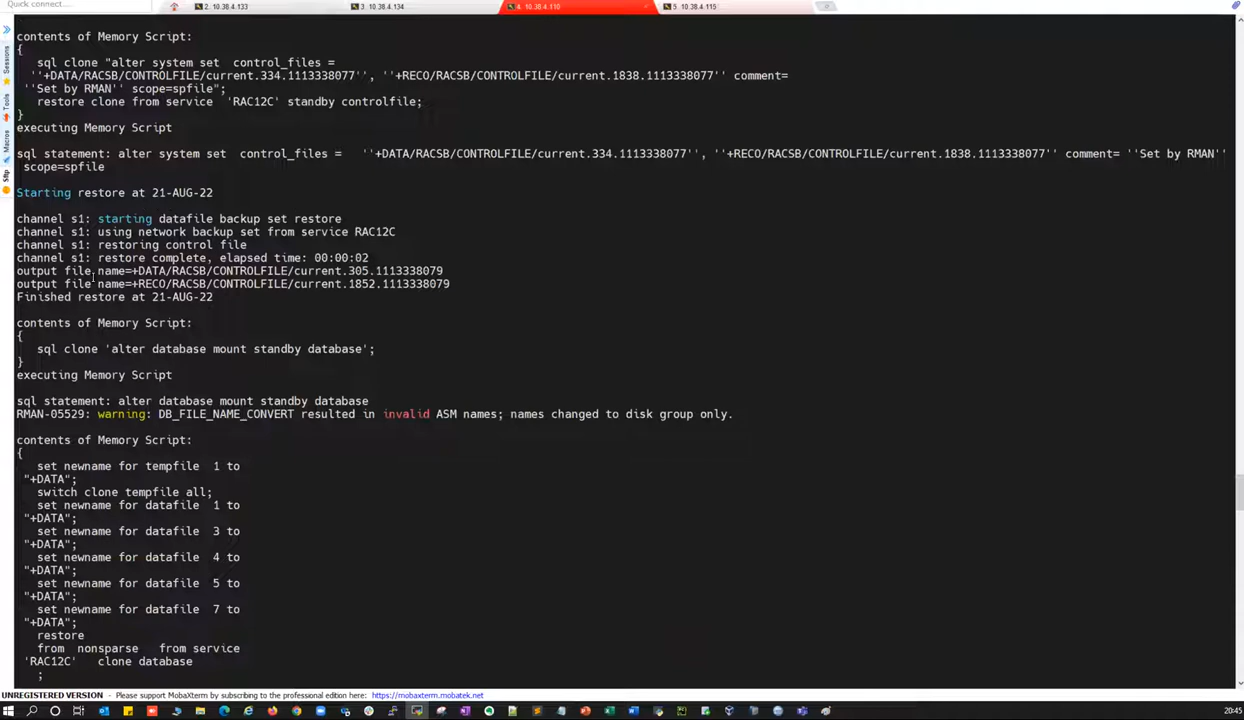 Quick connect...
2. 10.38.4.133
3. 10.38.4.134
4. 10.38.4.110
5. 10.38.4.115
Sessions
Tools
Macros
Sftp
contents of Memory Script:
{
sql clone "alter system set  control_files =
''+DATA/RACSB/CONTROLFILE/current.334.1113338077'', ''+RECO/RACSB/CONTROLFILE/current.1838.1113338077'' comment=
''Set by RMAN'' scope=spfile";
restore clone from service  'RAC12C' standby controlfile;
}
executing Memory Script
sql statement: alter system set  control_files =   ''+DATA/RACSB/CONTROLFILE/current.334.1113338077'', ''+RECO/RACSB/CONTROLFILE/current.1838.1113338077'' comment= ''Set by RMAN''
scope=spfile
Starting restore at 21-AUG-22
channel s1: starting datafile backup set restore
channel s1: using network backup set from service RAC12C
channel s1: restoring control file
channel s1: restore complete, elapsed time: 00:00:02
output file name=+DATA/RACSB/CONTROLFILE/current.305.1113338079
output file name=+RECO/RACSB/CONTROLFILE/current.1852.1113338079
Finished restore at 21-AUG-22
contents of Memory Script:
{
sql clone 'alter database mount standby database';
}
executing Memory Script
sql statement: alter database mount standby database
RMAN-05529: warning: DB_FILE_NAME_CONVERT resulted in invalid ASM names; names changed to disk group only.
contents of Memory Script:
{
set newname for tempfile  1 to
"+DATA";
switch clone tempfile all;
set newname for datafile  1 to
"+DATA";
set newname for datafile  3 to
"+DATA";
set newname for datafile  4 to
"+DATA";
set newname for datafile  5 to
"+DATA";
set newname for datafile  7 to
"+DATA";
restore
from  nonsparse   from service
'RAC12C'   clone database
;
UNREGISTERED VERSION - Please support MobaXterm by subscribing to the professional edition here: https://mobaxterm.mobatek.net
20:45